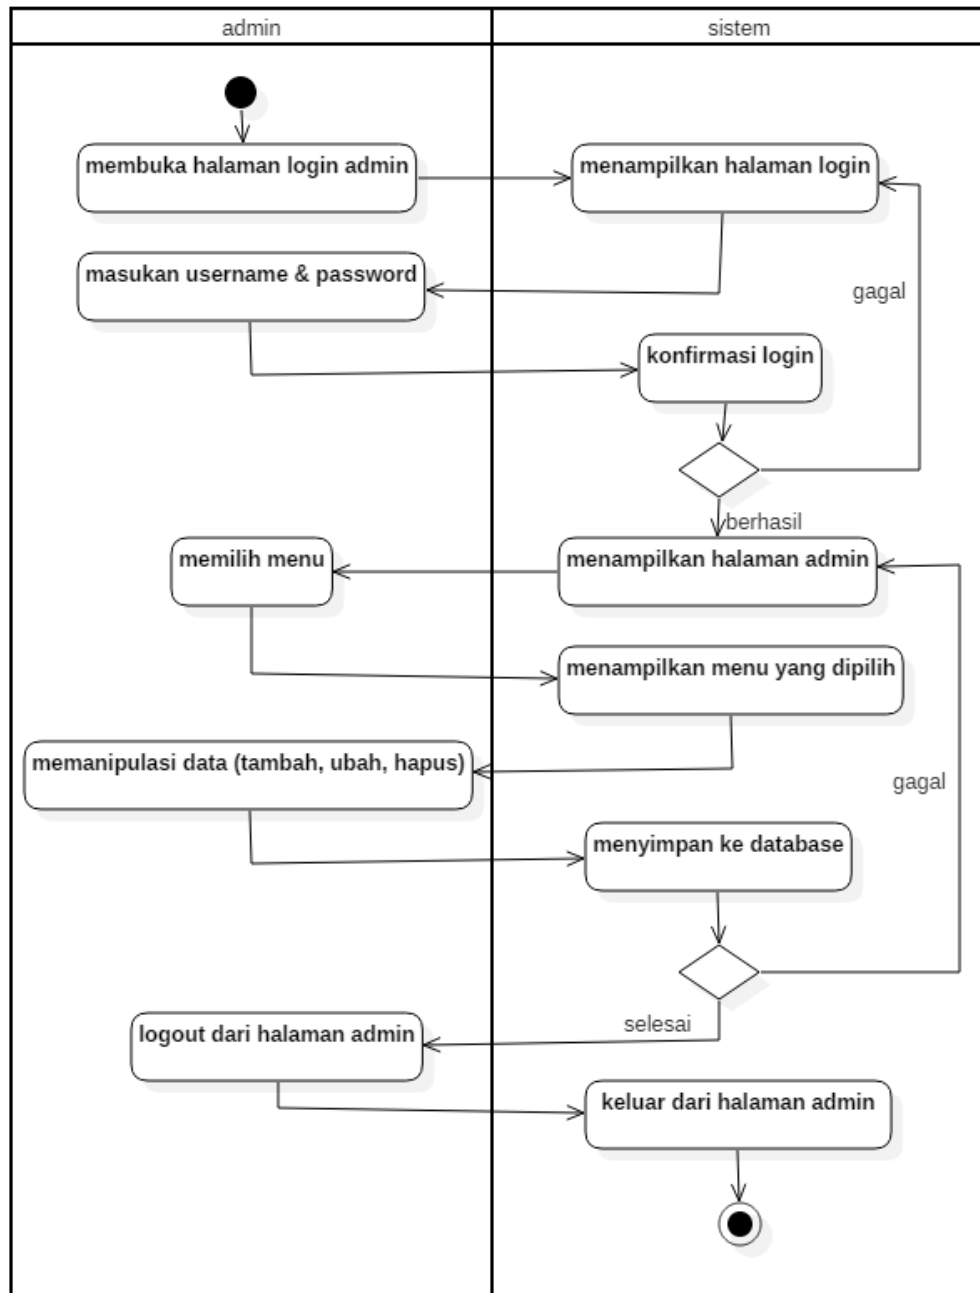 admin
sistem
membuka halaman login admin
menampilkan halaman login
masukan username & password
gagal
konfirmasi login
berhasil
memilih menu
menampilkan halaman admin
menampilkan menu yang dipilih
memanipulasi data (tambah, ubah, hapus)
gagal
menyimpan ke database
selesai
logout dari halaman admin
keluar dari halaman admin